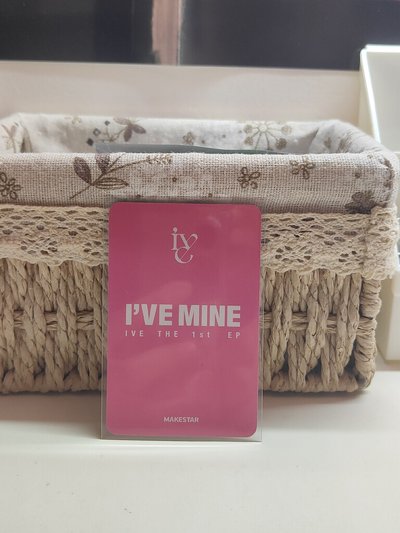 ive
I'VE MINE
IVE THE 1st EP
MAKESTAR